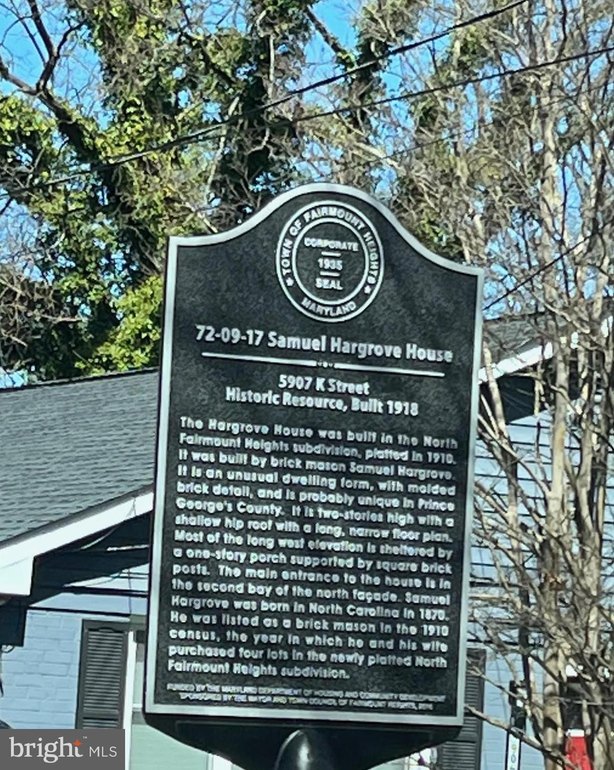 TOWN OF FAIRMOUNT HEIGHTS
CORPORATE
1935
SEAL
MARYLAND
72-09-17 Samuel Hargrove House
5907 K Street
Historic Resource, Built 1918
The Hargrove House was built in the North
Fairmount Heights subdivision, platted in 1910.
It was built by brick mason Samuel Hargrove.
It is an unusual dwelling form, with molded
brick detail, and is probably unique in Prince
George's County. It is two-stories high with a
shallow hip roof with a long, narrow floor plan.
Most of the long west elevation is sheltered by
a one-story porch supported by square brick
posts. The main entrance to the house is in
the second bay of the north façade. Samuel
Hargrove was born in North Carolina in 1870.
He was listed as a brick mason in the 1910
census, the year in which he and his wife
purchased four lots in the newly platted North
Fairmount Heights subdivision.
FUNDED BY THE MARYLAND DEPARTMENT OF HOUSING AND COMMUNITY DEVELOPMENT
SPONSORED BY THE MAYOR AND TOWN COUNCIL OF FAIRMOUNT HEIGHTS,
bright MLS